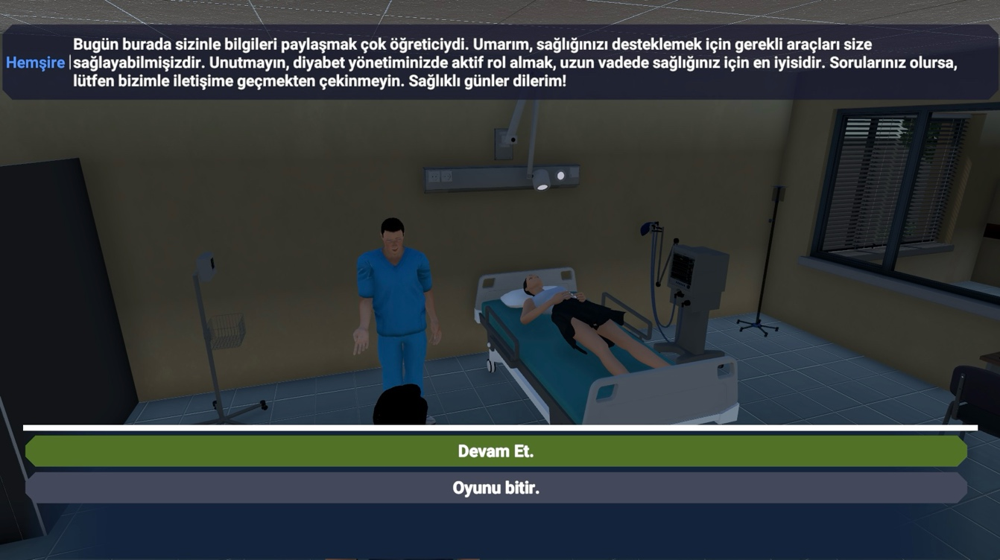 Bugün burada sizinle bilgileri paylaşmak çok öğreticiydi. Umarım, sağlığınızı desteklemek için gerekli araçları size
Hemşire sağlayabilmişizdir. Unutmayın, diyabet yönetiminizde aktif rol almak, uzun vadede sağlığınız için en iyisidir. Sorularınız olursa,
lütfen bizimle iletişime geçmekten çekinmeyin. Sağlıklı günler dilerim!
Devam Et.
Oyunu bitir.